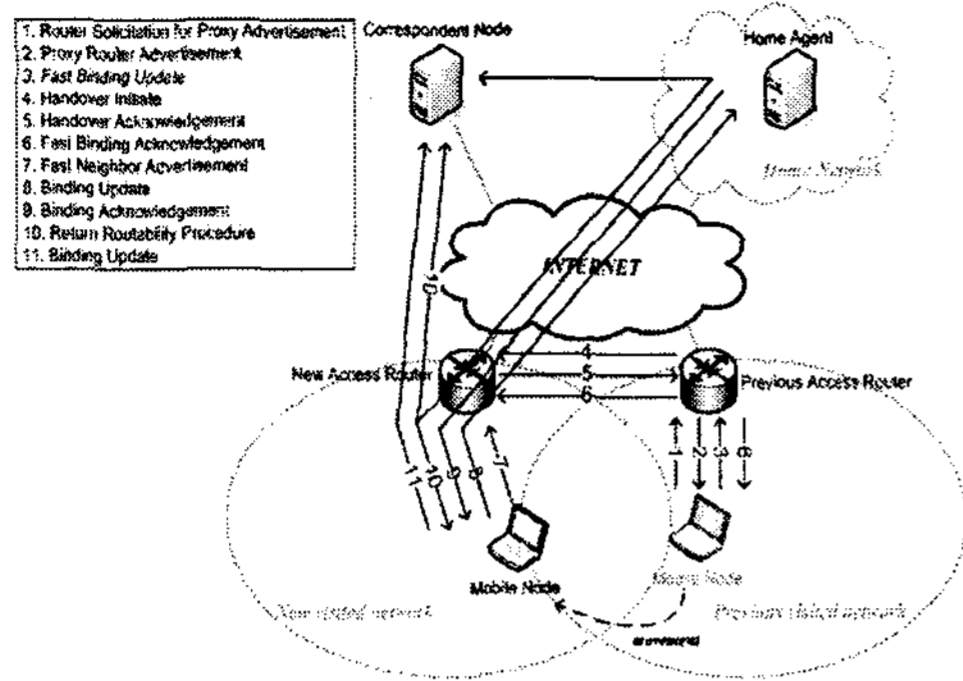 1. Router Solicitation for Proxy Advertisement
2. Proxy Router Advertisement
3. Fast Binding Update
4. Handover Initiate
5. Handover Acknowledgement
6. Fast Binding Acknowledgement
7. Fast Neighbor Advertisement
8. Binding Update
9. Binding Acknowledgement
10. Return Routability Procedure
11. Binding Update
Correspondent Node
Home Agent
Home Network
INTERNET
10
New Access Router
4
5
6
Previous Access Router
11
10
9
8
7
1
2
3
6
Mobile Node
Mobile Node
New visited network
Previous visited network